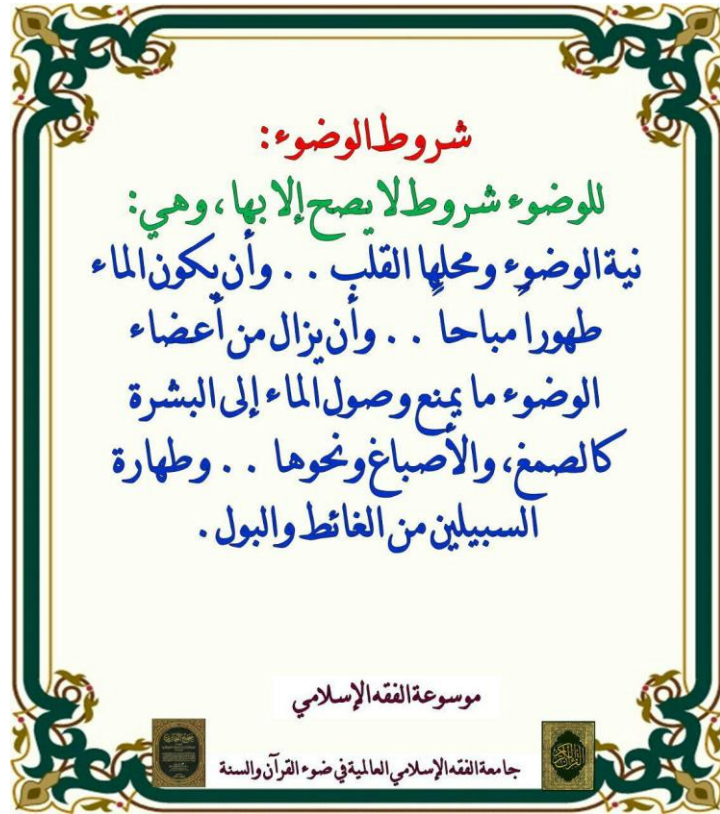 شروط الوضوء:
للوضوء شروط لا يصح إلا بها، وهي:
نية الوضوء ومحلها القلب . . وأن يكون الماء
طهوراً مباحاً . . وأن يزال من أعضاء
الوضوء ما يمنع وصول الماء إلى البشرة
كالصمغ، والأصباغ ونحوها . . وطهارة
السبيلين من الغائط والبول.
موسوعة الفقه الإسلامي
جامعة الفقه الإسلامي العالمية في ضوء القرآن والسنة